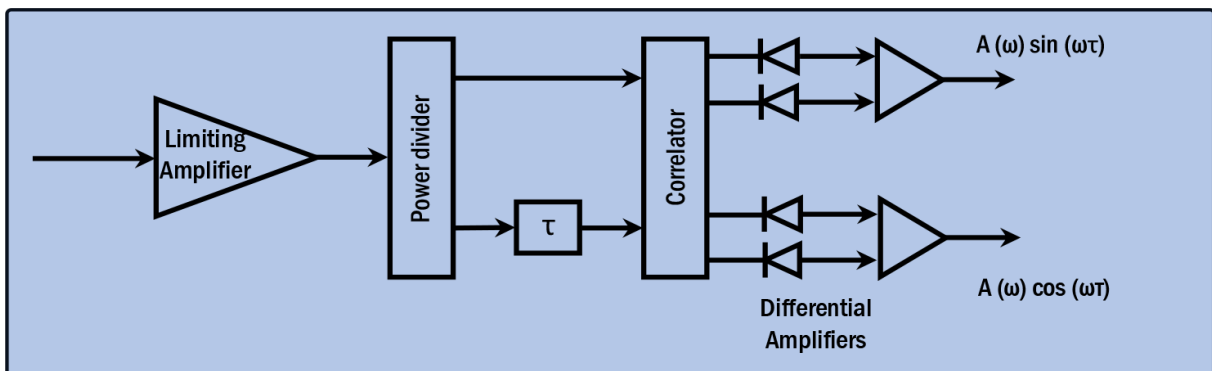 Limiting
Amplifier
Power divider
τ
Correlator
A (ω) sin (ωτ)
A (ω) cos (ωτ)
Differential
Amplifiers